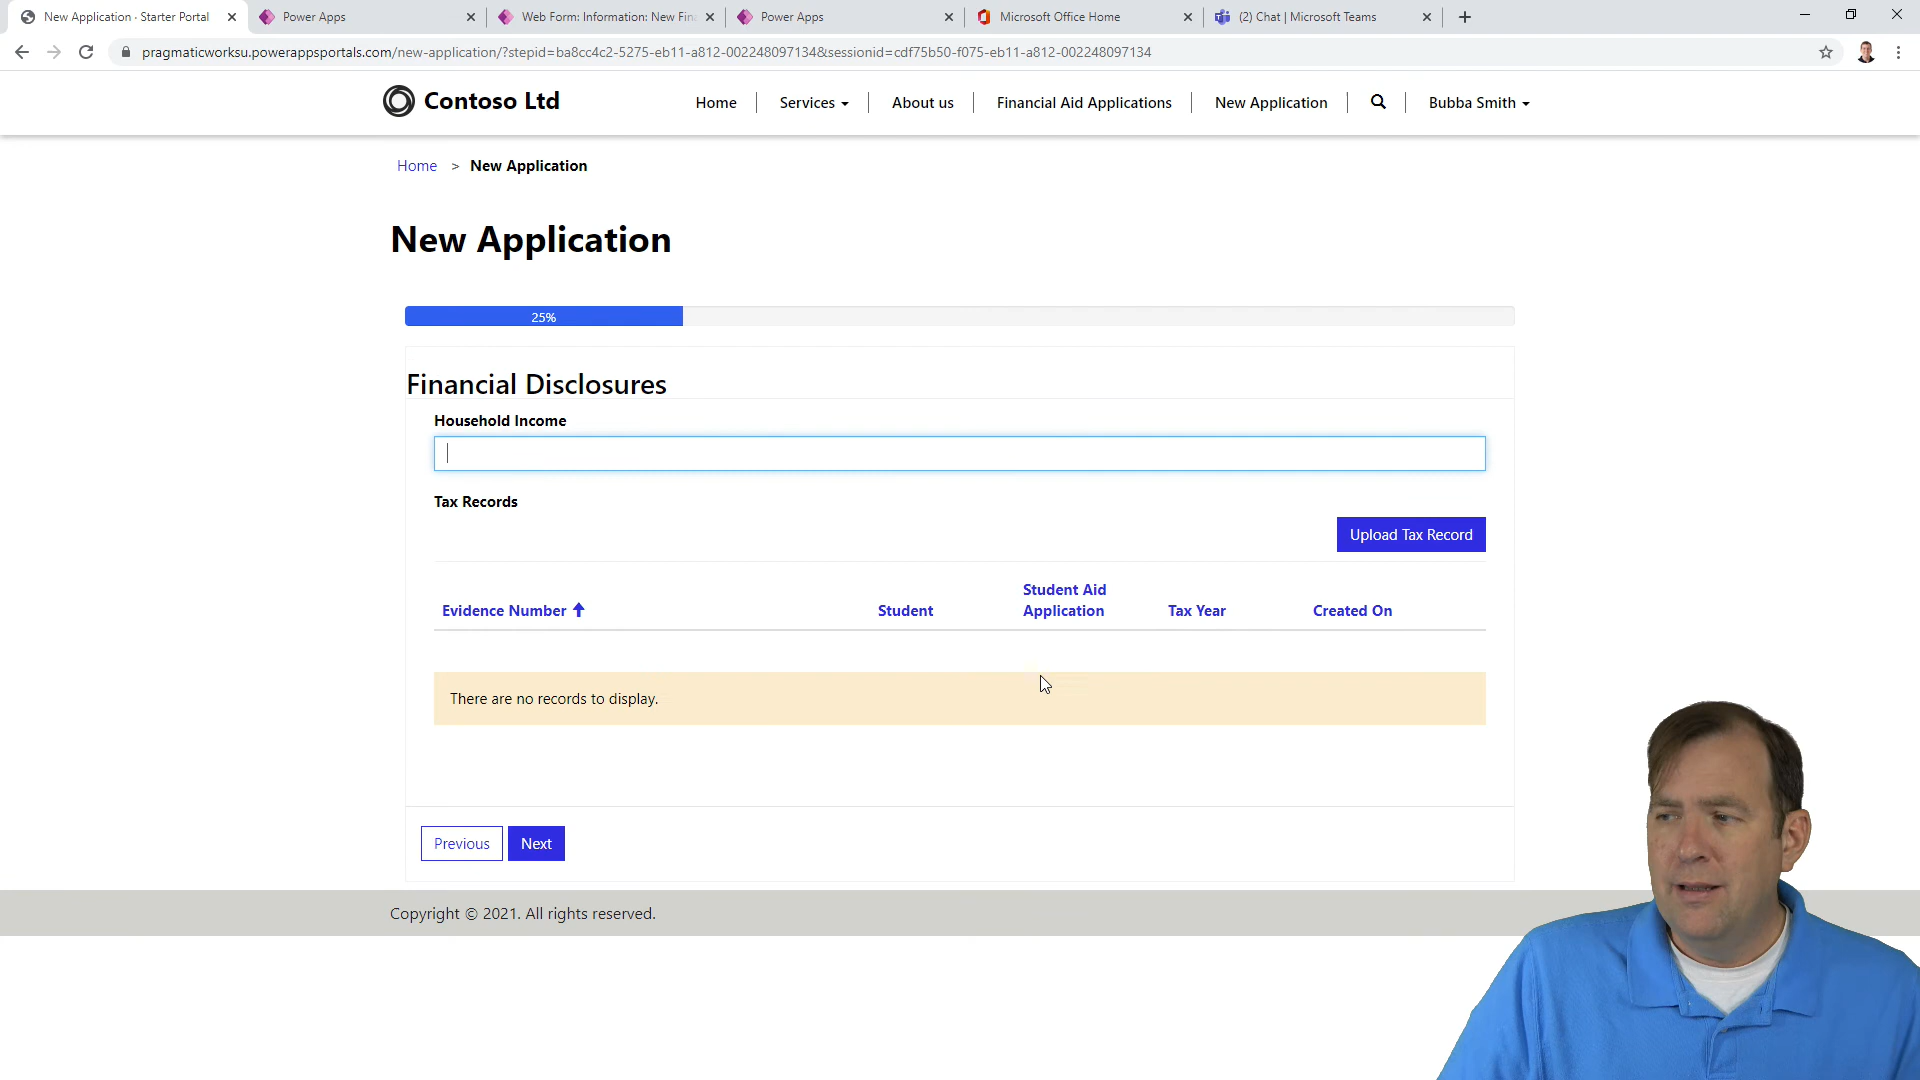 New Application · Starter Portal
Power Apps
Web Form: Information: New Fin
Power Apps
Microsoft Office Home
(2) Chat | Microsoft Teams
pragmaticworksu.powerappsportals.com/new-application/?stepid=ba8cc4c2-5275-eb11-a812-002248097134&sessionid=cdf75b50-f075-eb11-a812-002248097134
Contoso Ltd
Home
Services
About us
Financial Aid Applications
New Application
Bubba Smith
Home > New Application
New Application
25%
Financial Disclosures
Household Income
Tax Records
Upload Tax Record
Evidence Number
Student
Student Aid
Application
Tax Year
Created On
There are no records to display.
Previous
Next
Copyright © 2021. All rights reserved.